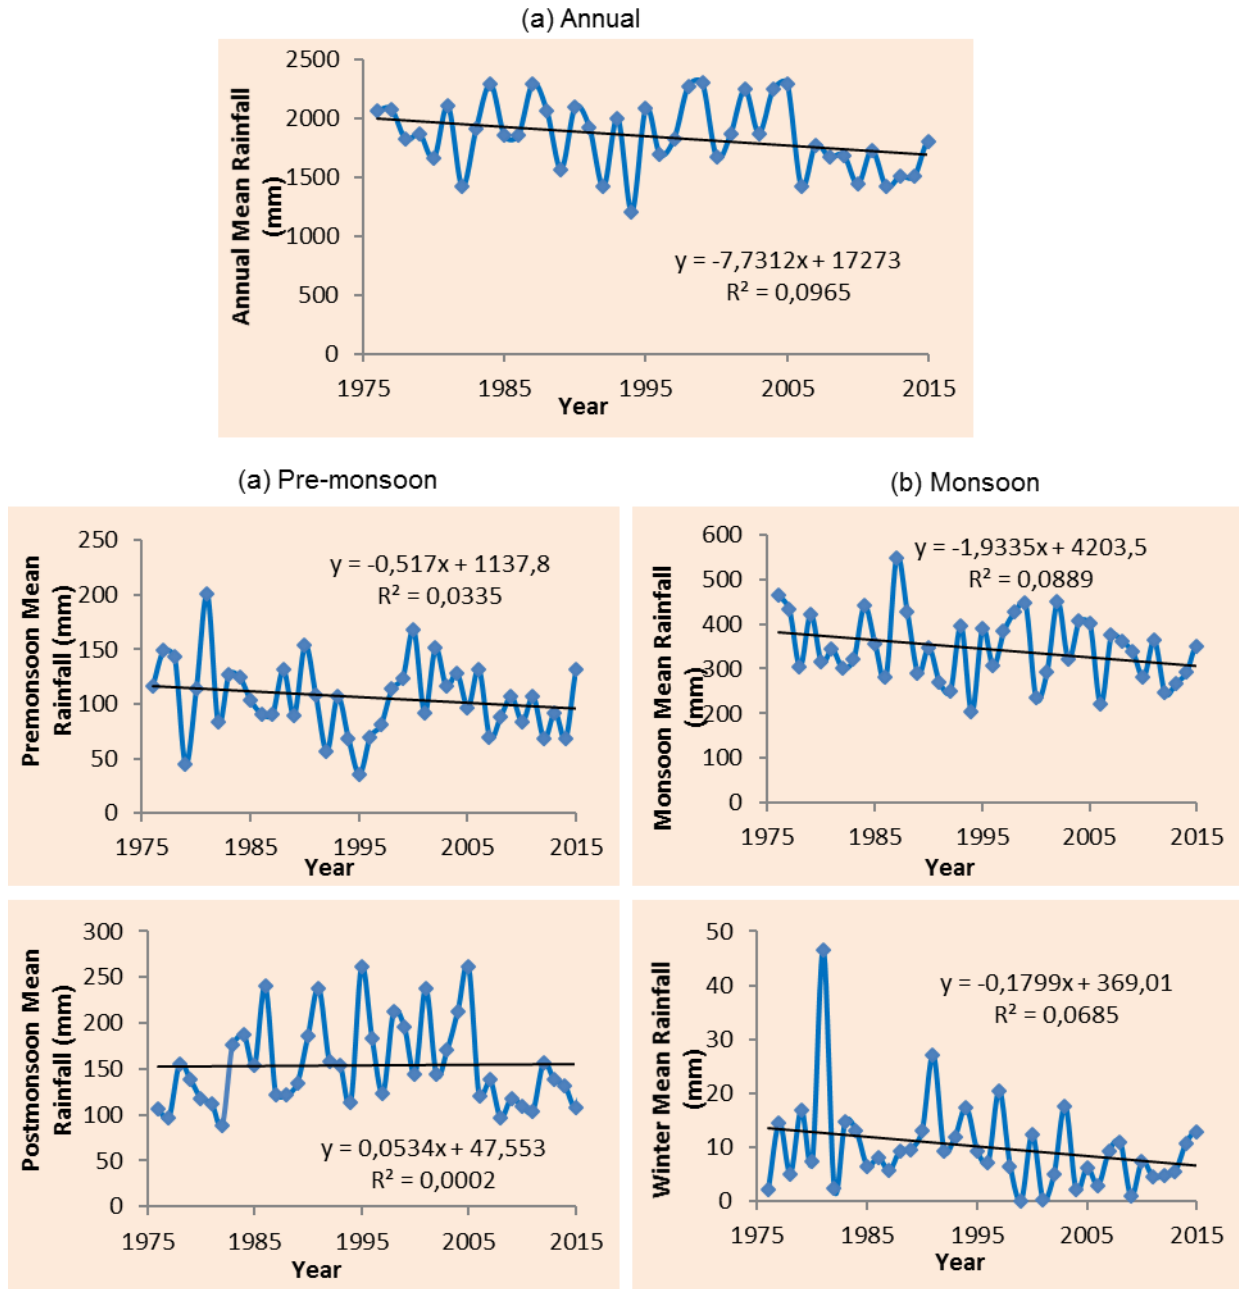 (a) Annual
2500
2000
1500
1000
500
0
Annual Mean Rainfall
(mm)
y = -7,7312x + 17273
R² = 0,0965
1975 1985 1995 2005 2015
Year
(a) Pre-monsoon
250
200
150
100
50
0
Premonsoon Mean
Rainfall (mm)
y = -0,517x + 1137,8
R² = 0,0335
1975 1985 1995 2005 2015
Year
(b) Monsoon
600
500
400
300
200
100
0
Monsoon Mean Rainfall
(mm)
y = -1,9335x + 4203,5
R² = 0,0889
1975 1985 1995 2005 2015
Year
300
250
200
150
100
50
0
Postmonsoon Mean
Rainfall (mm)
y = 0,0534x + 47,553
R² = 0,0002
1975 1985 1995 2005 2015
Year
50
40
30
20
10
0
Winter Mean Rainfall
(mm)
y = -0,1799x + 369,01
R² = 0,0685
1975 1985 1995 2005 2015
Year